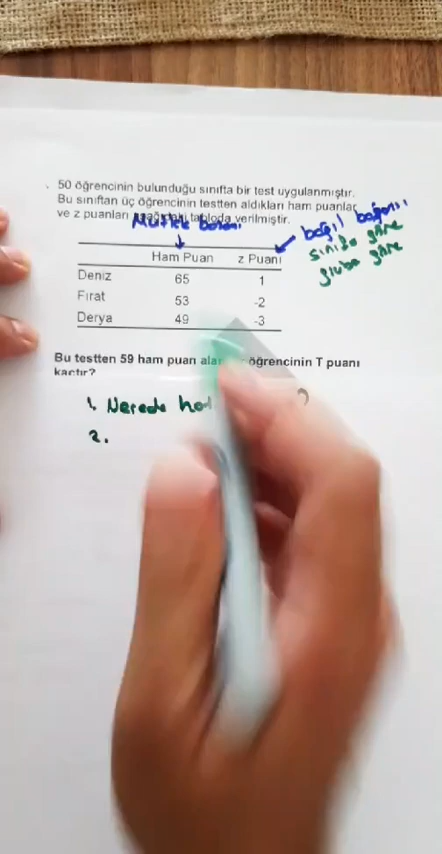 50 öğrencinin bulunduğu sınıfta bir test uygulanmıştır.
Bu sınıftan üç öğrencinin testten aldıkları ham puanlar
ve z puanları tabloda verilmiştir.
Mutlak başarı
bağıl başarı
sınıfa göre
gruba göre
Ham Puan z Puanı
Deniz 65 1
Fırat 53 -2
Derya 49 -3
Bu testten 59 ham puan alan öğrencinin T puanı
kaçtır?
1. Nerede
2.